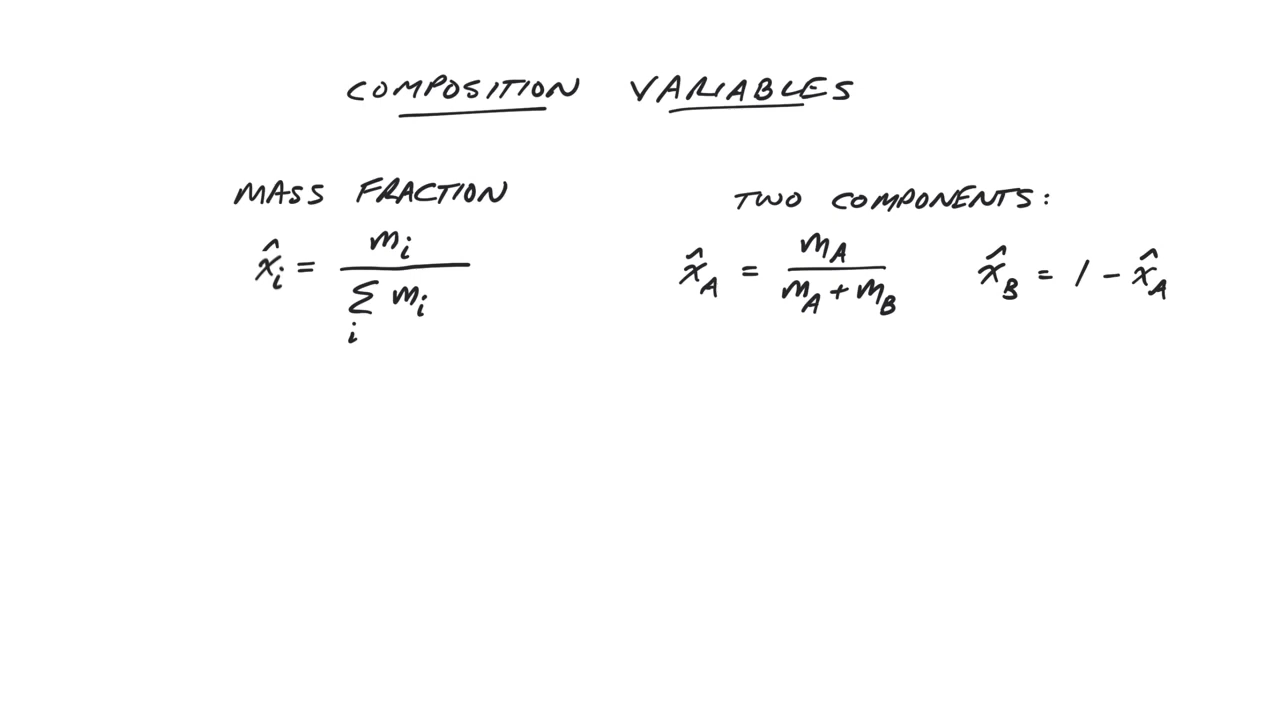 COMPOSITION VARIABLES
MASS FRACTION
x̂_i = m_i / Σ_i m_i
TWO COMPONENTS:
x̂_A = m_A / (m_A + m_B)    x̂_B = 1 - x̂_A